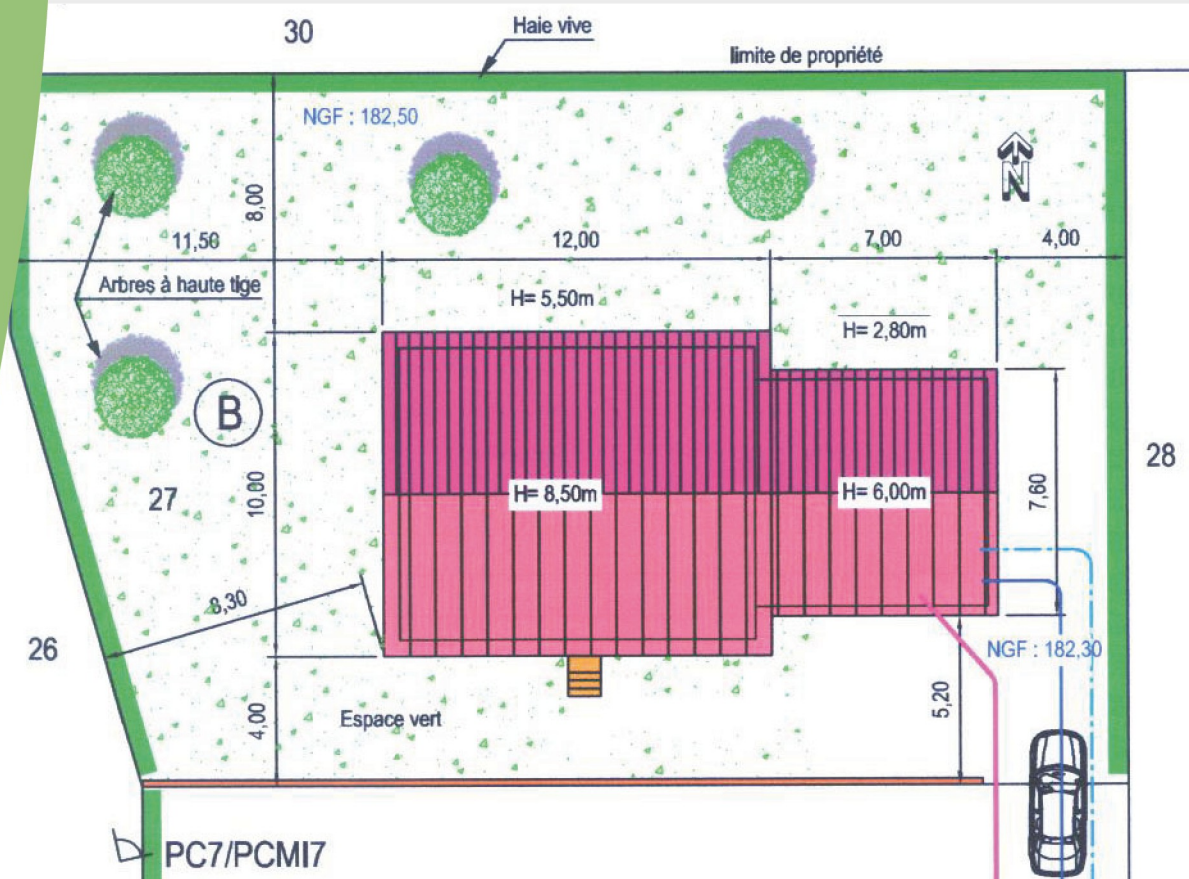 30
Haie vive
limite de propriété
NGF : 182,50
N
8,00
11,50
12,00
7,00
4,00
Arbres à haute tige
H= 5,50m
H= 2,80m
B
28
27
10,00
H= 8,50m
H= 6,00m
7,60
8,30
26
NGF : 182,30
4,00
Espace vert
5,20
PC7/PCMI7